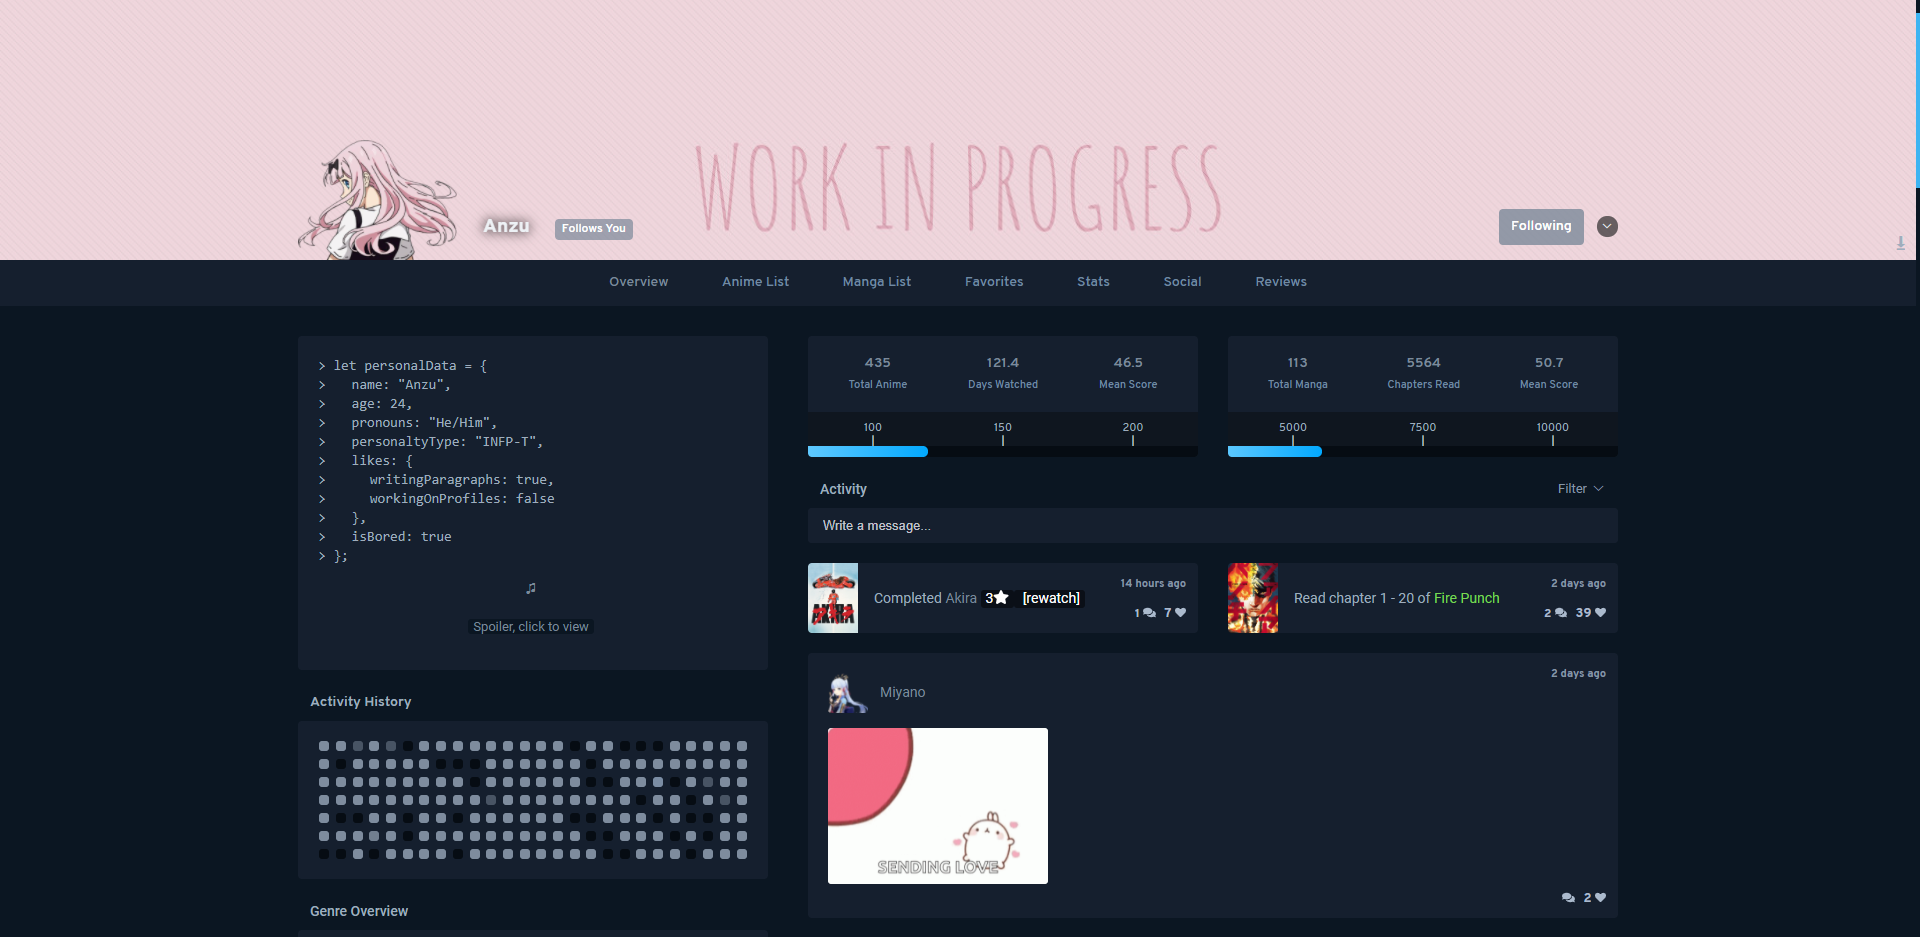 WORK IN PROGRESS
Anzu
Follows You
Following
Overview
Anime List
Manga List
Favorites
Stats
Social
Reviews
> let personalData = {
> name: "Anzu",
> age: 24,
> pronouns: "He/Him",
> personaltyType: "INFP-T",
> likes: {
> writingParagraphs: true,
> workingOnProfiles: false
> },
> isBored: true
> };
Spoiler, click to view
Activity History
Genre Overview
435
Total Anime
121.4
Days Watched
46.5
Mean Score
100
150
200
113
Total Manga
5564
Chapters Read
50.7
Mean Score
5000
7500
10000
Activity
Filter
Write a message...
AKIRA
Completed Akira 3★ [rewatch]
14 hours ago
1
7
Read chapter 1 - 20 of Fire Punch
2 days ago
2
39
Miyano
2 days ago
SENDING LOVE
2